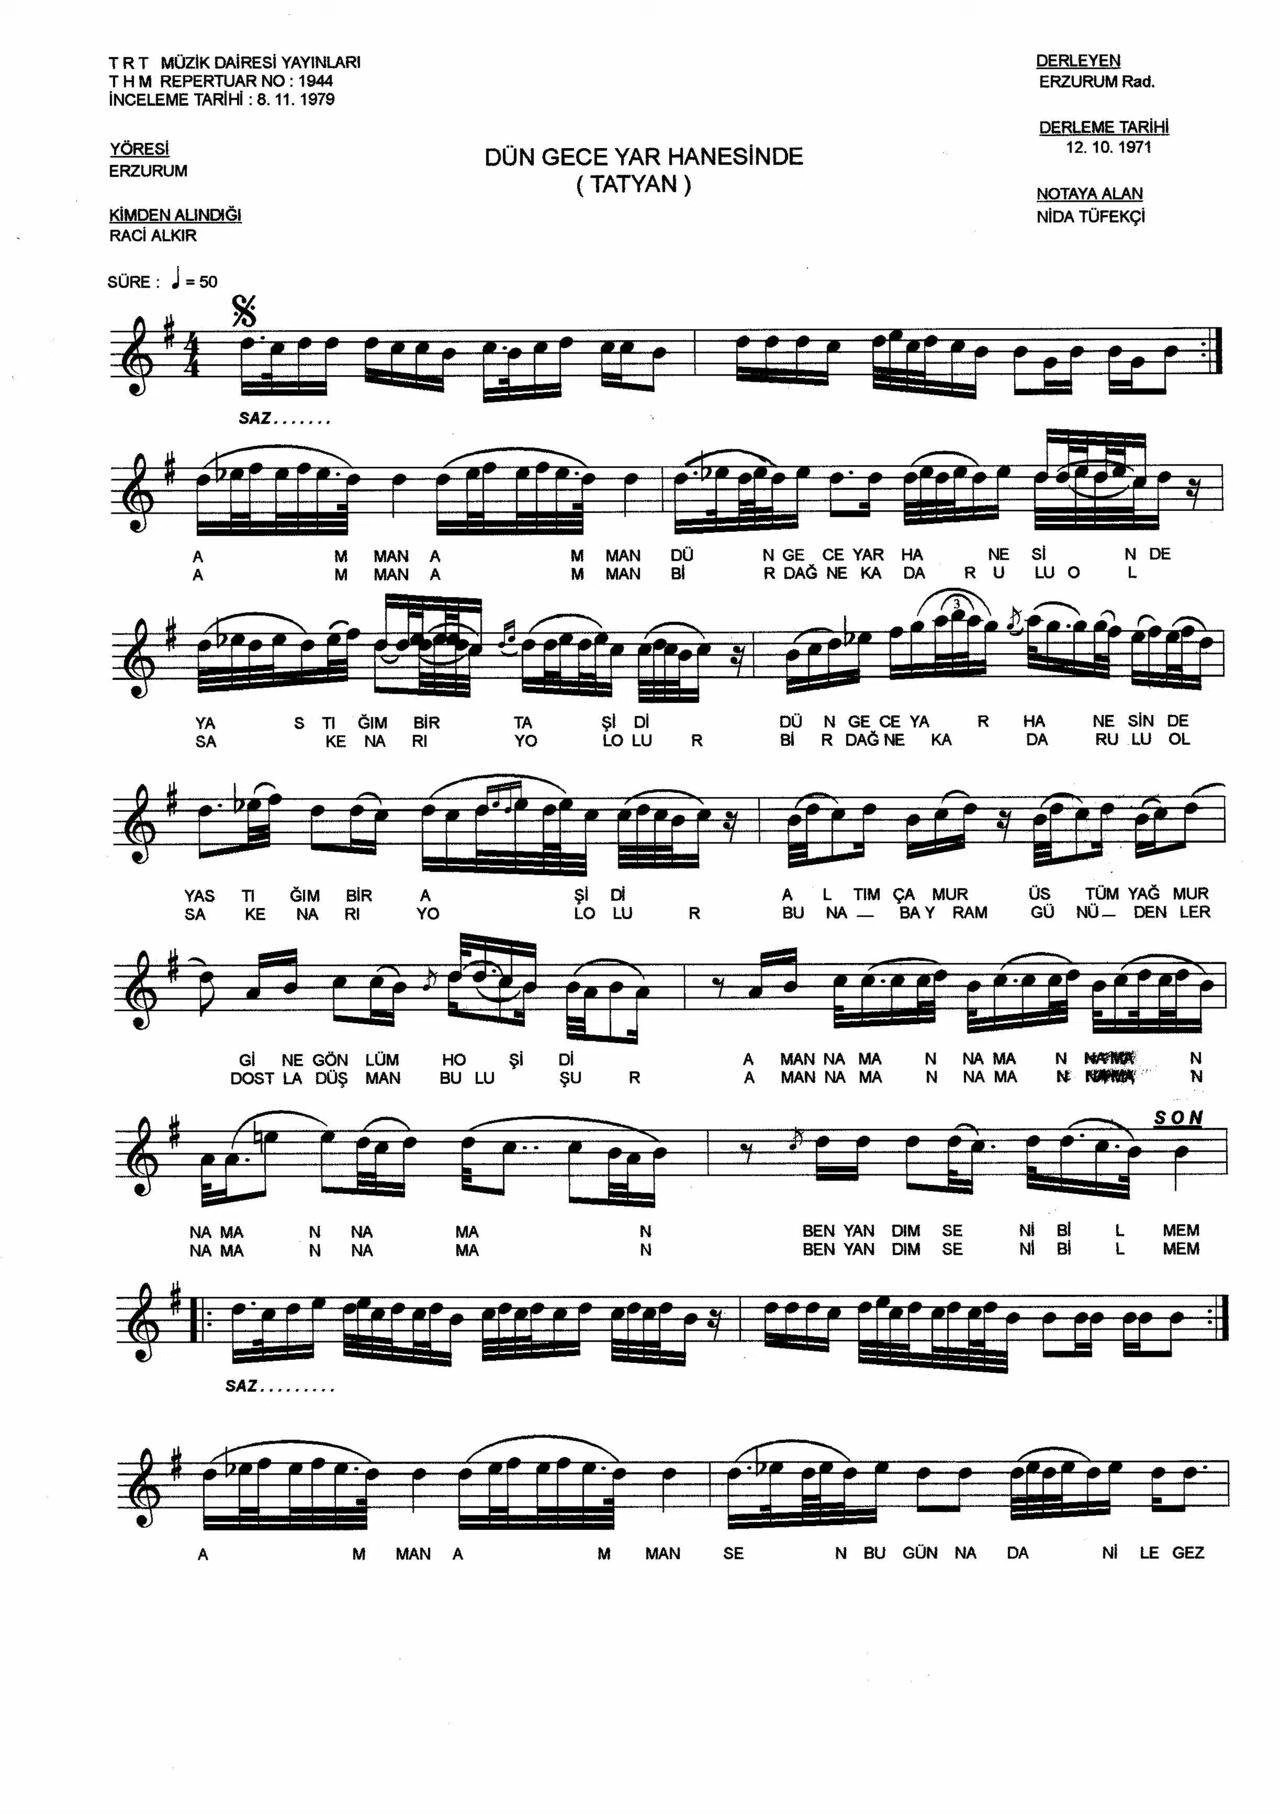 T R T MÜZİK DAİRESİ YAYINLARI
T H M REPERTUAR NO : 1944
İNCELEME TARİHİ : 8. 11. 1979
DERLEYEN
ERZURUM Rad.
DERLEME TARİHİ
12. 10. 1971
YÖRESİ
ERZURUM
DÜN GECE YAR HANESİNDE
( TATYAN )
NOTAYA ALAN
NİDA TÜFEKÇİ
KİMDEN ALINDIĞI
RACİ ALKIR
SÜRE : ♩ = 50
SAZ.......
A M MAN A M MAN DÜ N GE CE YAR HA NE Sİ N DE
A M MAN A M MAN Bİ R DAĞ NE KA DA R U LU O L
3
YA S TI ĞIM BİR TA Şİ Dİ DÜ N GE CE YA R HA NE SİN DE
SA KE NA RI YO LO LU R Bİ R DAĞ NE KA DA RU LU OL
YAS TI ĞIM BİR A Şİ Dİ A L TIM ÇA MUR ÜS TÜM YAĞ MUR
SA KE NA RI YO LO LU R BU NA — BA Y RAM GÜ NÜ — DEN LER
Gİ NE GÖN LÜM HO Şİ Dİ A MAN NA MA N NA MA N NA MA N
DOST LA DÜŞ MAN BU LU ŞU R A MAN NA MA N NA MA N NA MA N
SON
NA MA N NA MA N BEN YAN DIM SE Nİ Bİ L MEM
NA MA N NA MA N BEN YAN DIM SE Nİ Bİ L MEM
SAZ.........
A M MAN A M MAN SE N BU GÜN NA DA Nİ LE GEZ